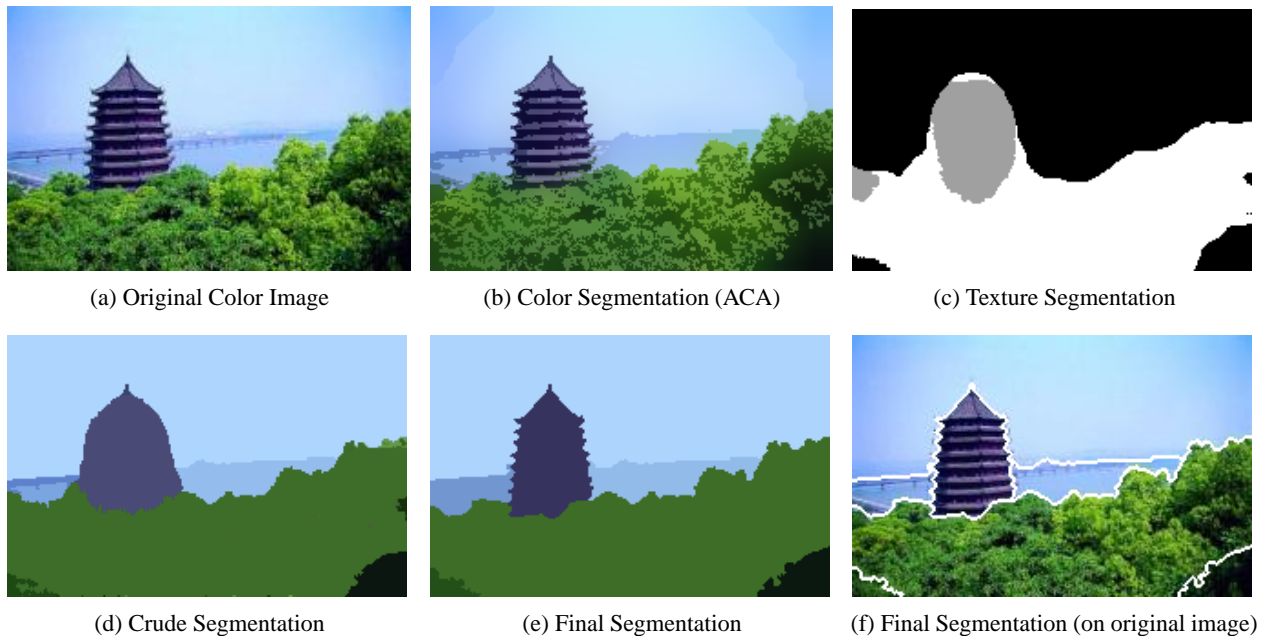 (a) Original Color Image
(b) Color Segmentation (ACA)
(c) Texture Segmentation
(d) Crude Segmentation
(e) Final Segmentation
(f) Final Segmentation (on original image)